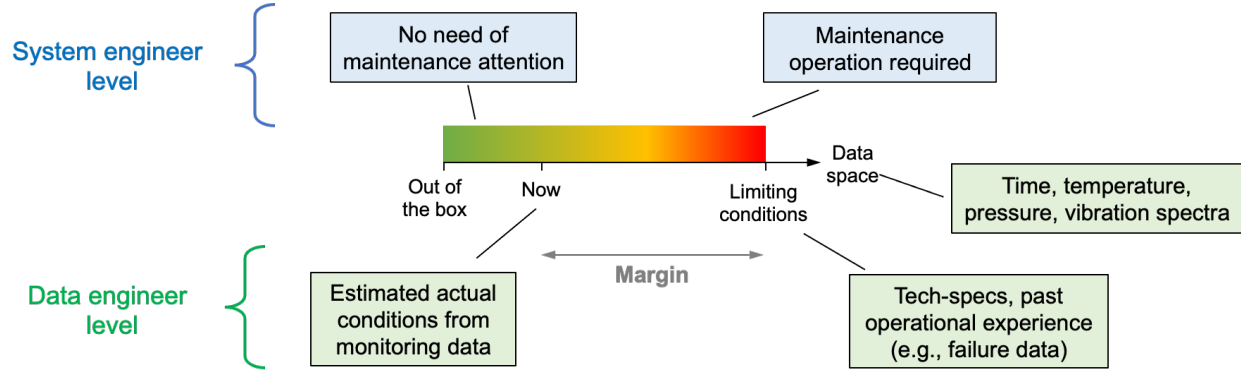 System engineer
level
No need of
maintenance attention
Maintenance
operation required
Out of
the box
Now
Limiting
conditions
Data
space
Time, temperature,
pressure, vibration spectra
Margin
Data engineer
level
Estimated actual
conditions from
monitoring data
Tech-specs, past
operational experience
(e.g., failure data)